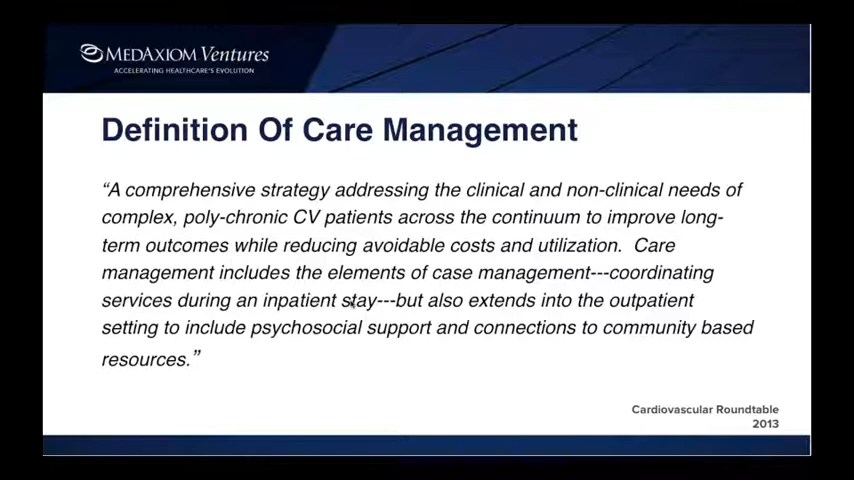 MEDAXIOM Ventures
ACCELERATING HEALTHCARE'S EVOLUTION
Definition Of Care Management
“A comprehensive strategy addressing the clinical and non-clinical needs of
complex, poly-chronic CV patients across the continuum to improve long-
term outcomes while reducing avoidable costs and utilization.  Care
management includes the elements of case management---coordinating
services during an inpatient stay---but also extends into the outpatient
setting to include psychosocial support and connections to community based
resources.”
Cardiovascular Roundtable
2013